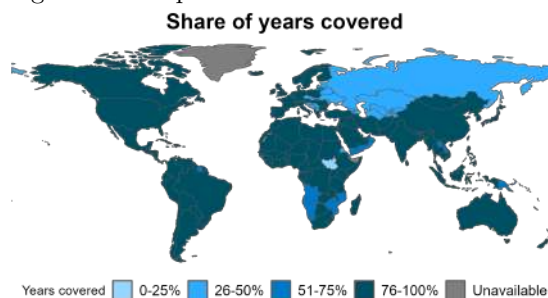 Share of years covered
Years covered 0-25% 26-50% 51-75% 76-100% Unavailable